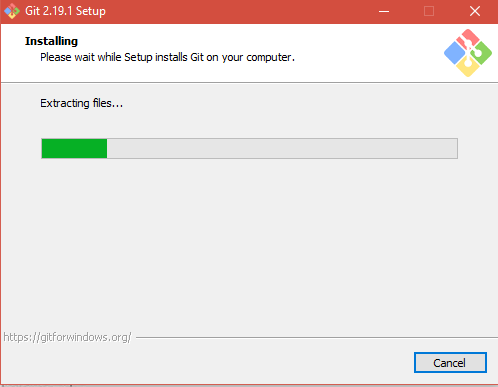 Git 2.19.1 Setup
Installing
Please wait while Setup installs Git on your computer.
Extracting files...
https://gitforwindows.org/
Cancel